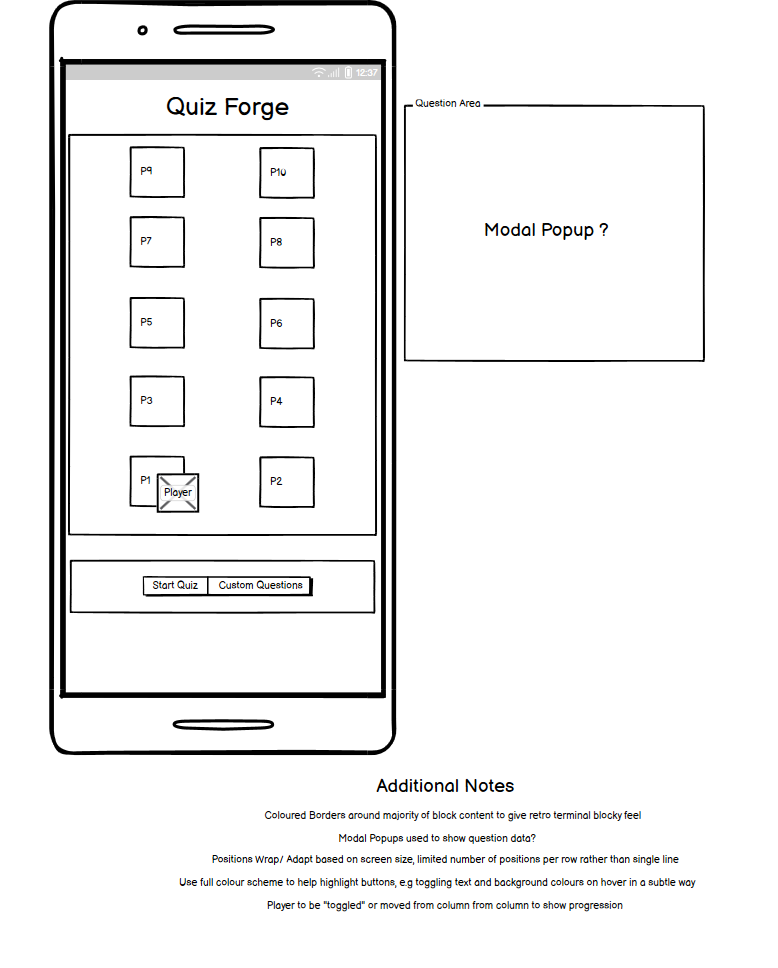 12:37
Quiz Forge
Question Area
P9
P10
P7
P8
Modal Popup ?
P5
P6
P3
P4
P1
P2
Player
Start Quiz
Custom Questions
Additional Notes
Coloured Borders around majority of block content to give retro terminal blocky feel
Modal Popups used to show question data?
Positions Wrap/ Adapt based on screen size, limited number of positions per row rather than single line
Use full colour scheme to help highlight buttons, e.g toggling text and background colours on hover in a subtle way
Player to be "toggled" or moved from column from column to show progression